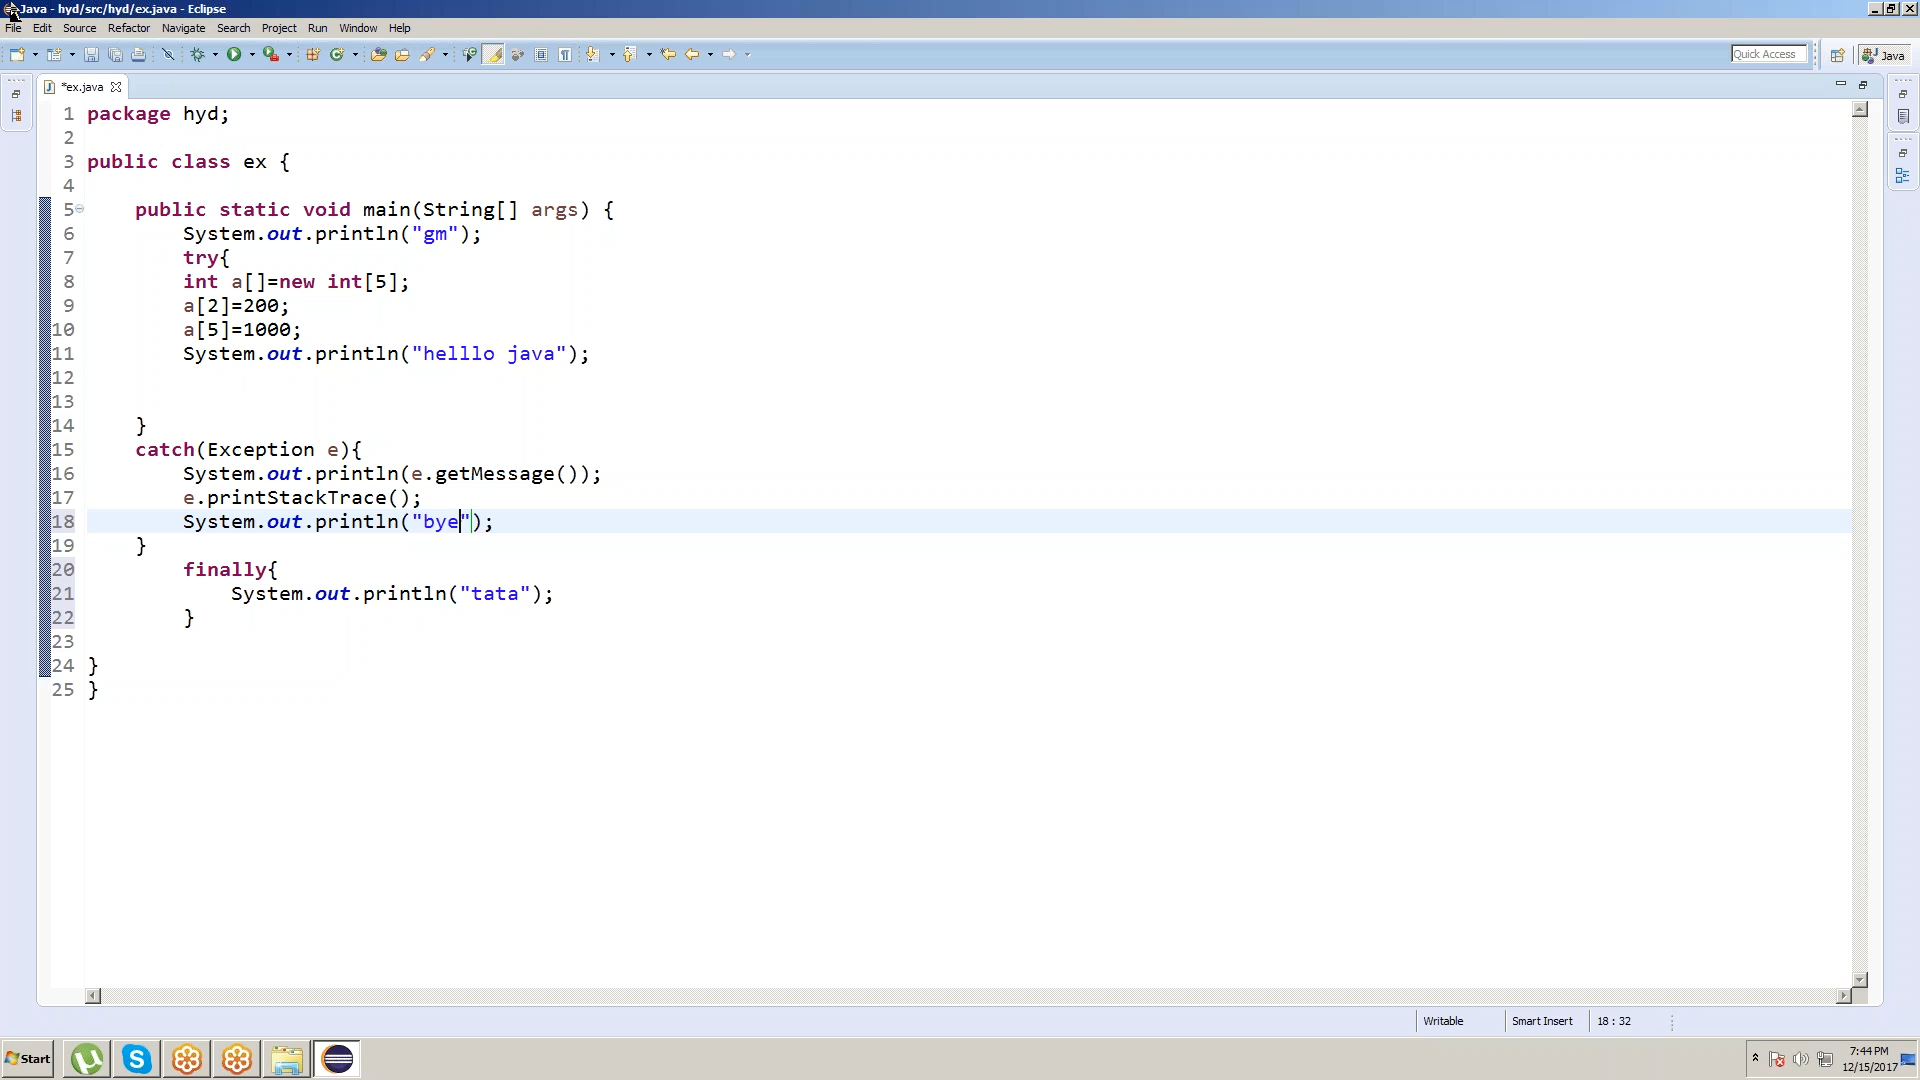 Java - hyd/src/hyd/ex.java - Eclipse
File Edit Source Refactor Navigate Search Project Run Window Help
Quick Access
Java
*ex.java
1 package hyd;
2
3 public class ex {
4
5 public static void main(String[] args) {
6 System.out.println("gm");
7 try{
8 int a[]=new int[5];
9 a[2]=200;
10 a[5]=1000;
11 System.out.println("helllo java");
12
13
14 }
15 catch(Exception e){
16 System.out.println(e.getMessage());
17 e.printStackTrace();
18 System.out.println("bye");
19 }
20 finally{
21 System.out.println("tata");
22 }
23
24 }
25 }
Writable Smart Insert 18 : 32
Start
7:44 PM
12/15/2017